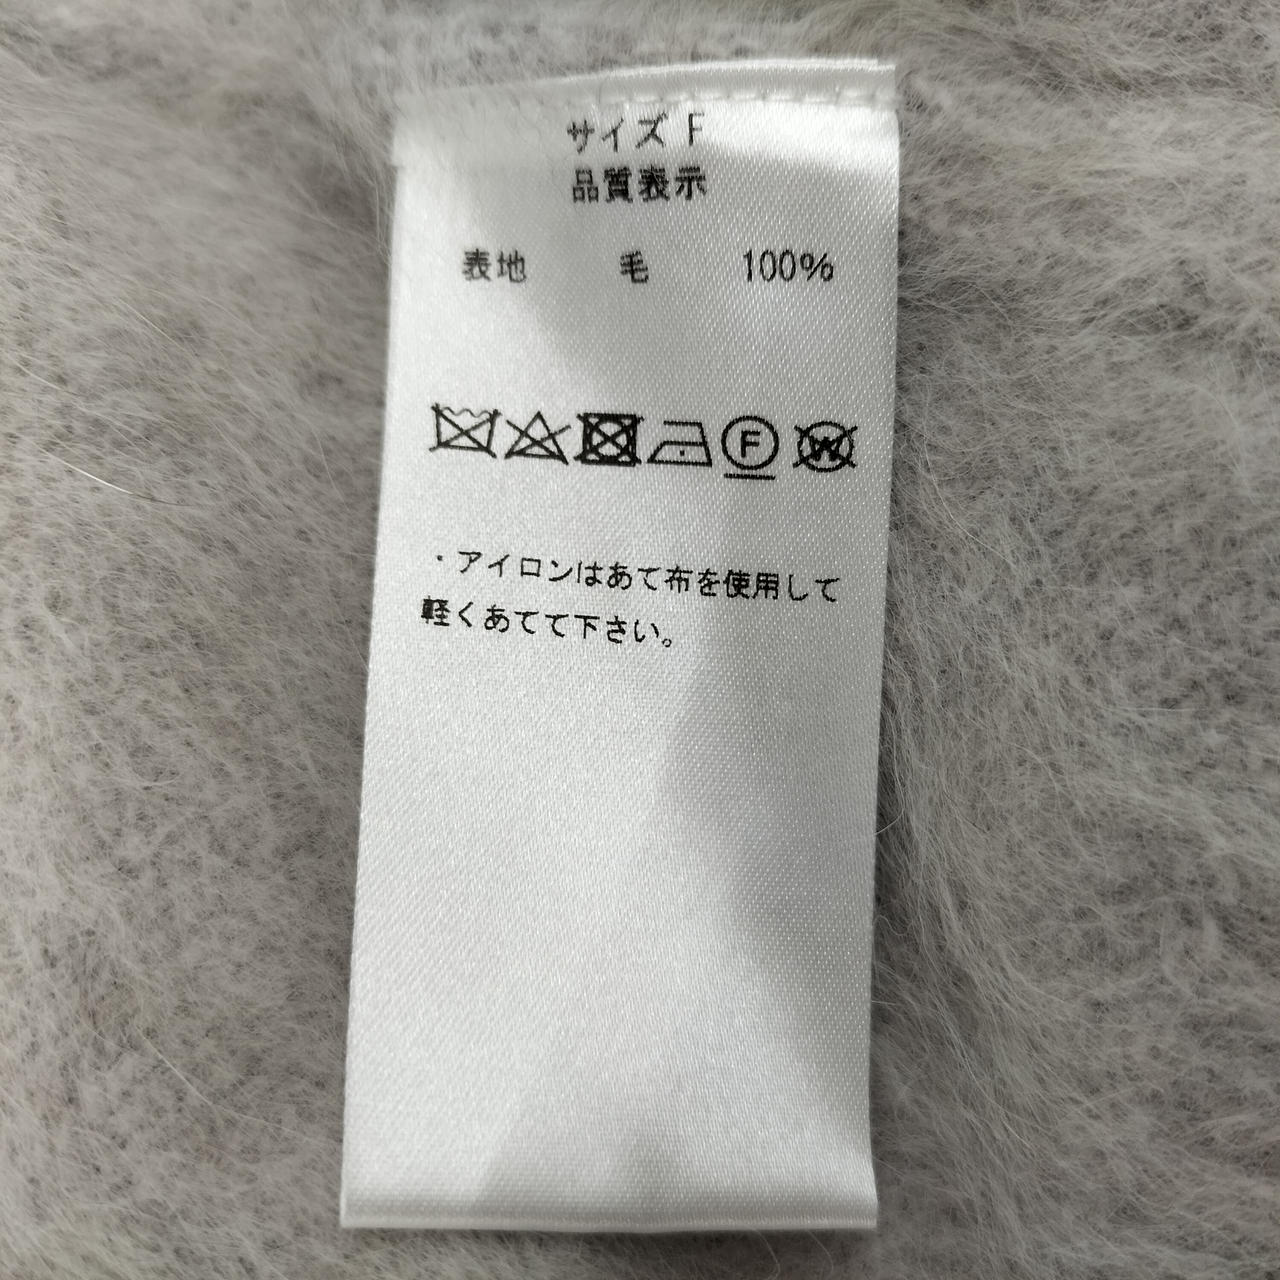 サイズ F
品質表示
表地 毛 100%
F W
・アイロンはあて布を使用して
軽くあてて下さい。